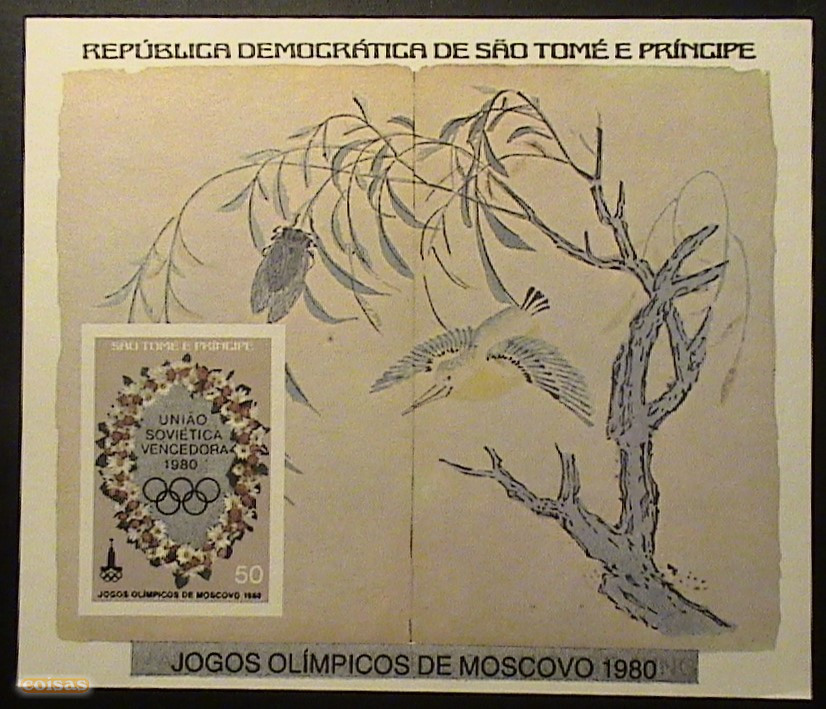 REPÚBLICA DEMOCRÁTICA DE SÃO TOMÉ E PRÍNCIPE
SÃO TOMÉ E PRÍNCIPE
UNIÃO
SOVIÉTICA
VENCEDORA
1980
50
JOGOS OLÍMPICOS DE MOSCOVO 1980
JOGOS OLÍMPICOS DE MOSCOVO 1980
coisas